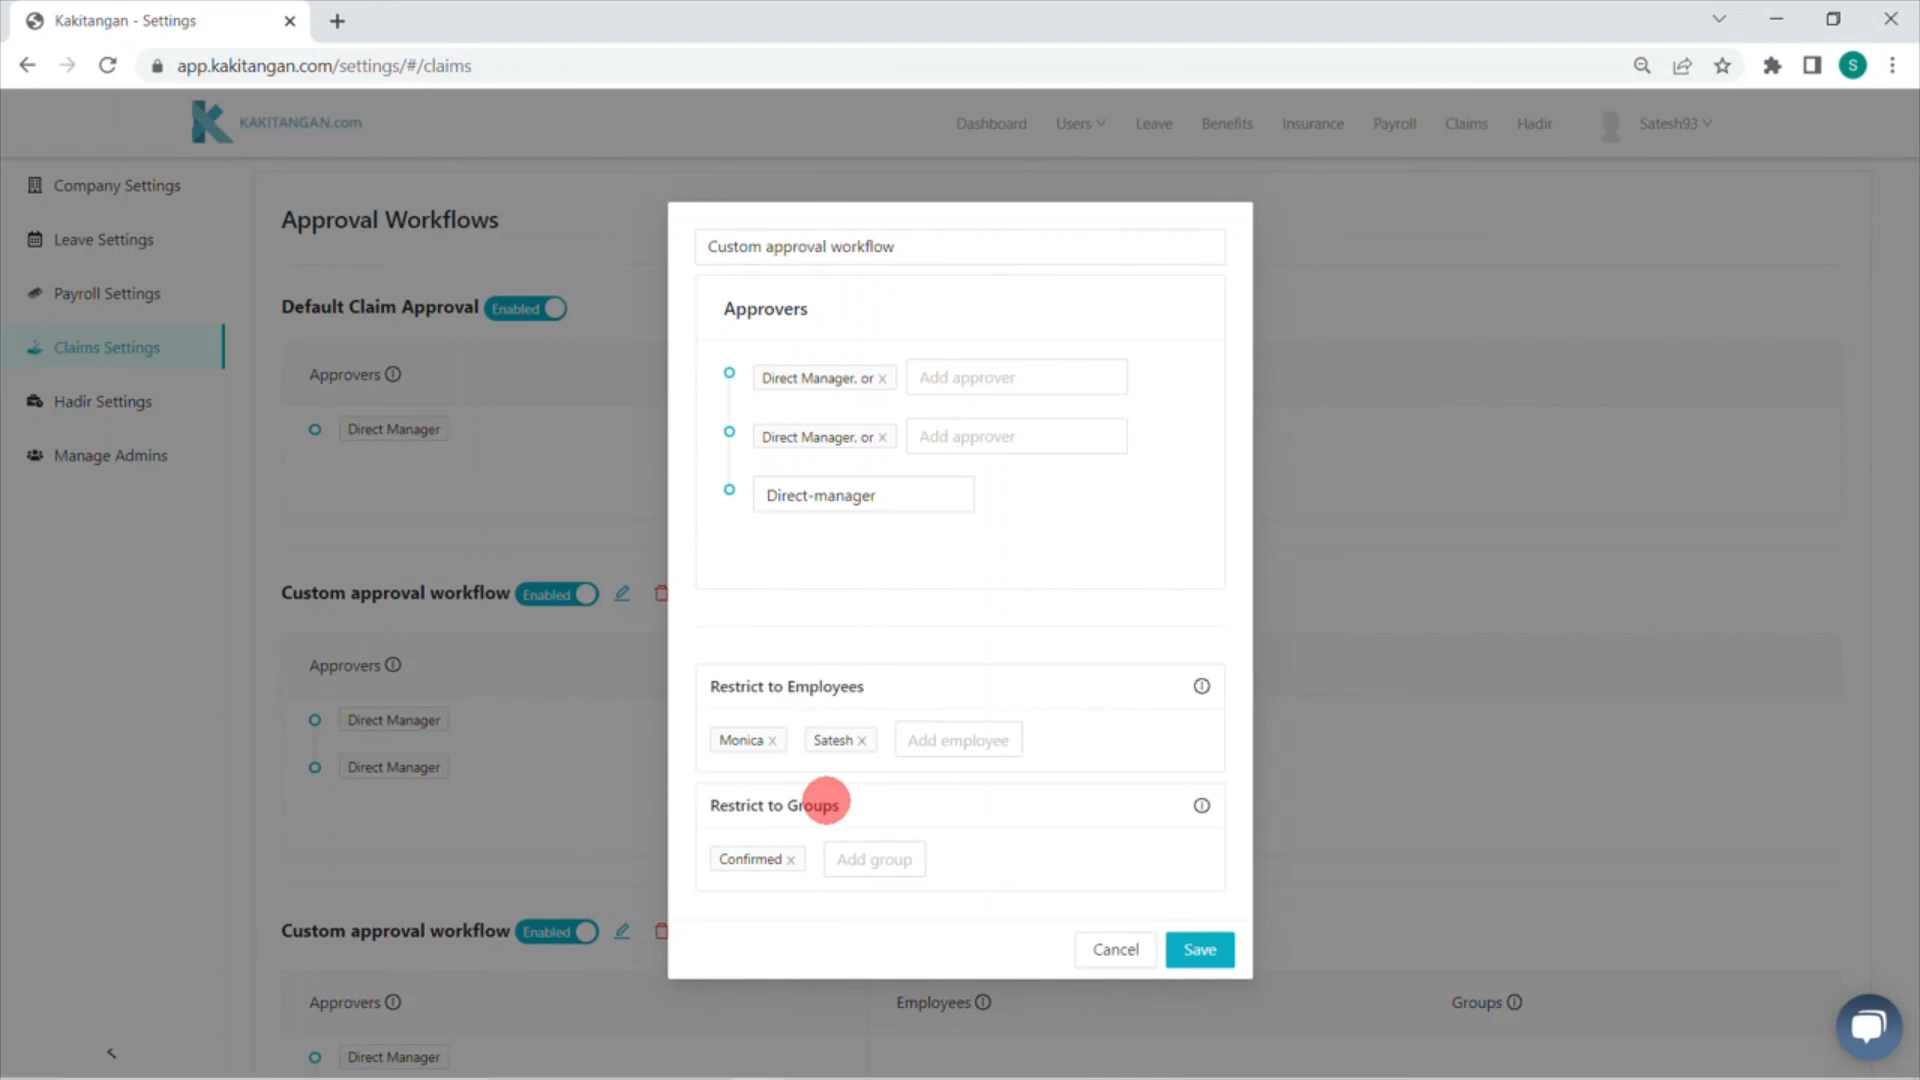 Kakitangan - Settings
app.kakitangan.com/settings/#/claims
S
KAKITANGAN.com
Dashboard
Users
Leave
Benefits
Insurance
Payroll
Claims
Hadir
Satesh93
Company Settings
Leave Settings
Payroll Settings
Claims Settings
Hadir Settings
Manage Admins
Approval Workflows
Default Claim Approval Enabled
Approvers
Direct Manager
Custom approval workflow Enabled
Approvers
Direct Manager
Direct Manager
Custom approval workflow Enabled
Approvers
Employees
Groups
Direct Manager
Custom approval workflow
Approvers
Direct Manager, or x Add approver
Direct Manager, or x Add approver
Direct-manager
Restrict to Employees
Monica x Satesh x Add employee
Restrict to Groups
Confirmed x Add group
Cancel Save